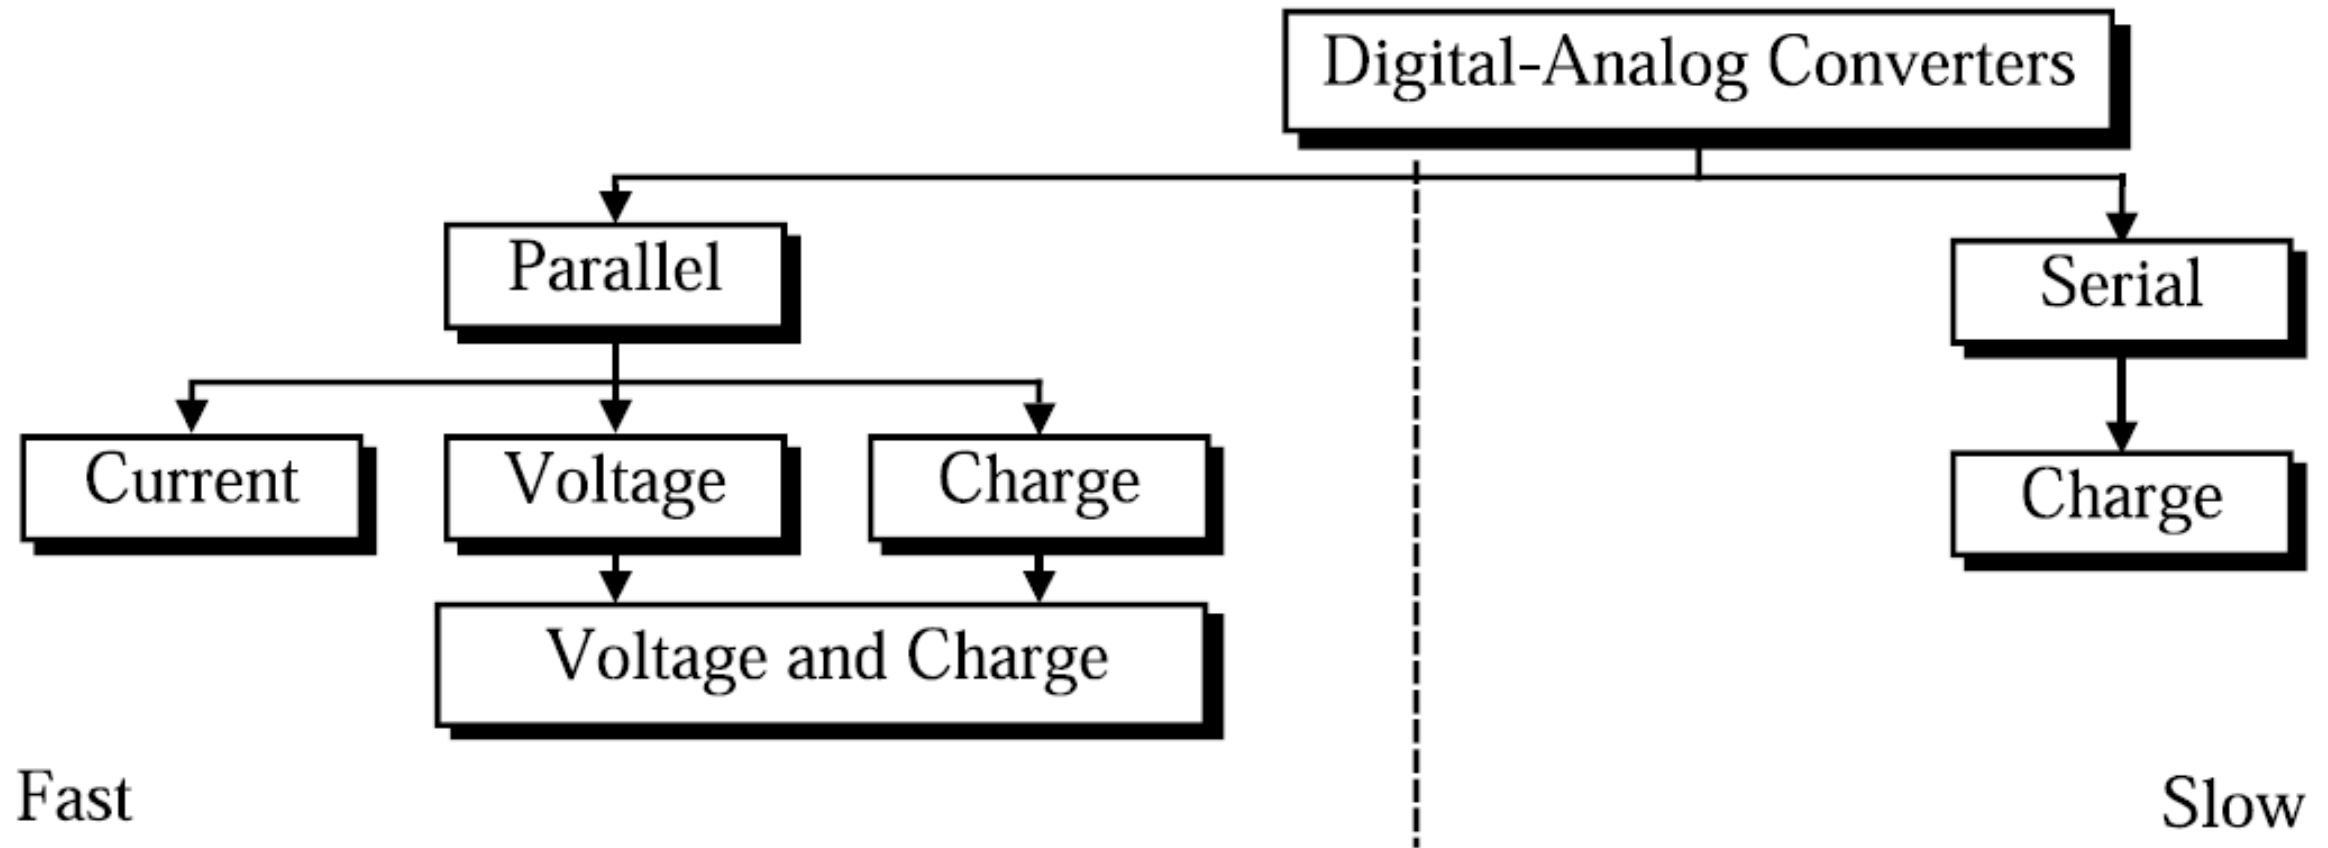 Digital-Analog Converters
Parallel
Serial
Current
Voltage
Charge
Charge
Voltage and Charge
Fast
Slow